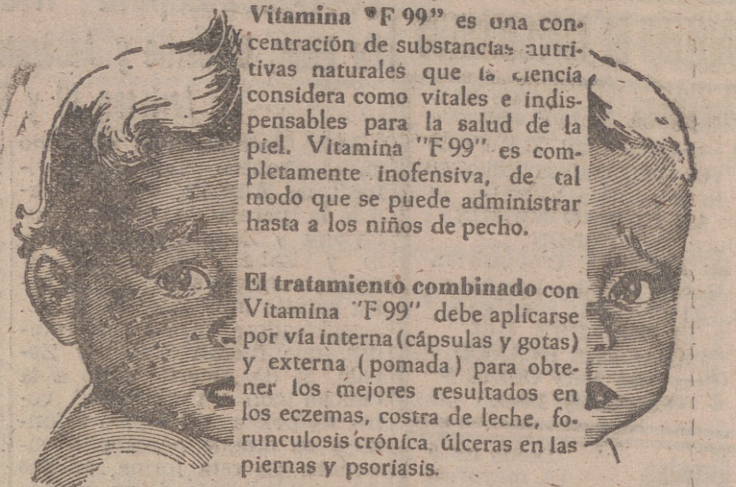 Vitamina "F 99" es una con-
centración de substancias nutri-
tivas naturales que la ciencia
considera como vitales e indis-
pensables para la salud de la
piel. Vitamina "F 99" es com-
pletamente inofensiva, de tal
modo que se puede administrar
hasta a los niños de pecho.
El tratamiento combinado con
Vitamina "F 99" debe aplicarse
por vía interna (cápsulas y gotas)
y externa (pomada) para obte-
ner los mejores resultados en
los eczemas, costra de leche, fo-
runculosis crónica, úlceras en las
piernas y psoriasis.